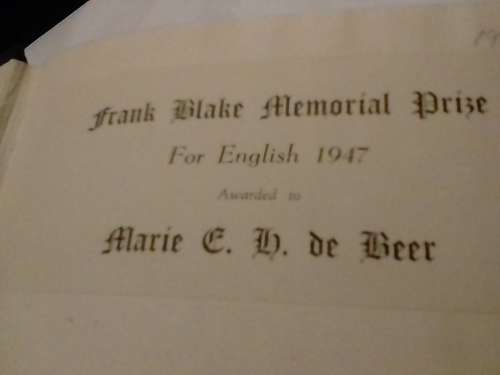 Frank Blake Memorial Prize
For English 1947
Awarded to
Marie E. H. de Beer